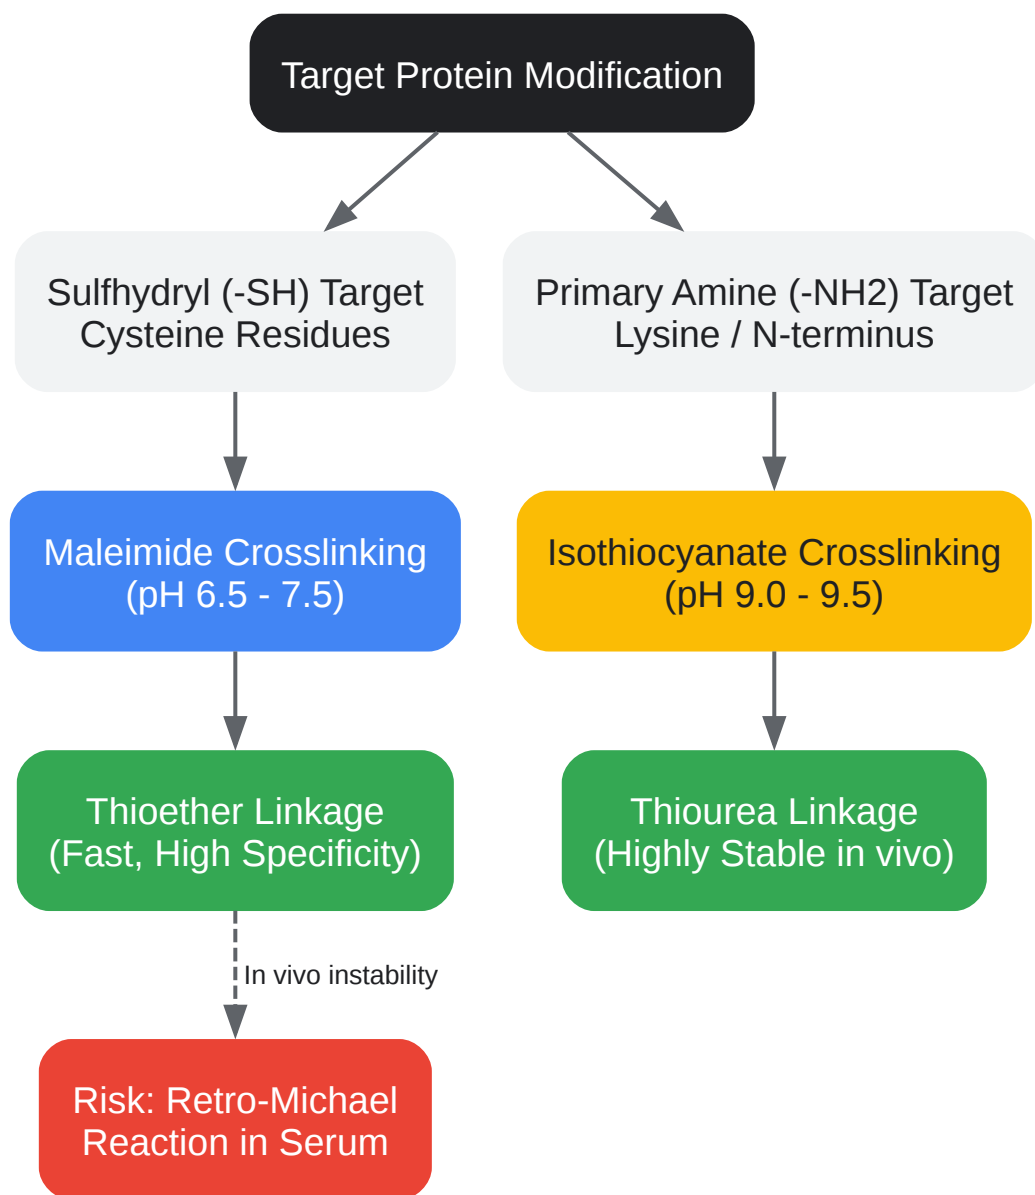 Target Protein Modification
Sulfhydryl (-SH) Target
Cysteine Residues
Primary Amine (-NH2) Target
Lysine / N-terminus
Maleimide Crosslinking
(pH 6.5 - 7.5)
Isothiocyanate Crosslinking
(pH 9.0 - 9.5)
Thioether Linkage
(Fast, High Specificity)
Thiourea Linkage
(Highly Stable in vivo)
In vivo instability
Risk: Retro-Michael
Reaction in Serum